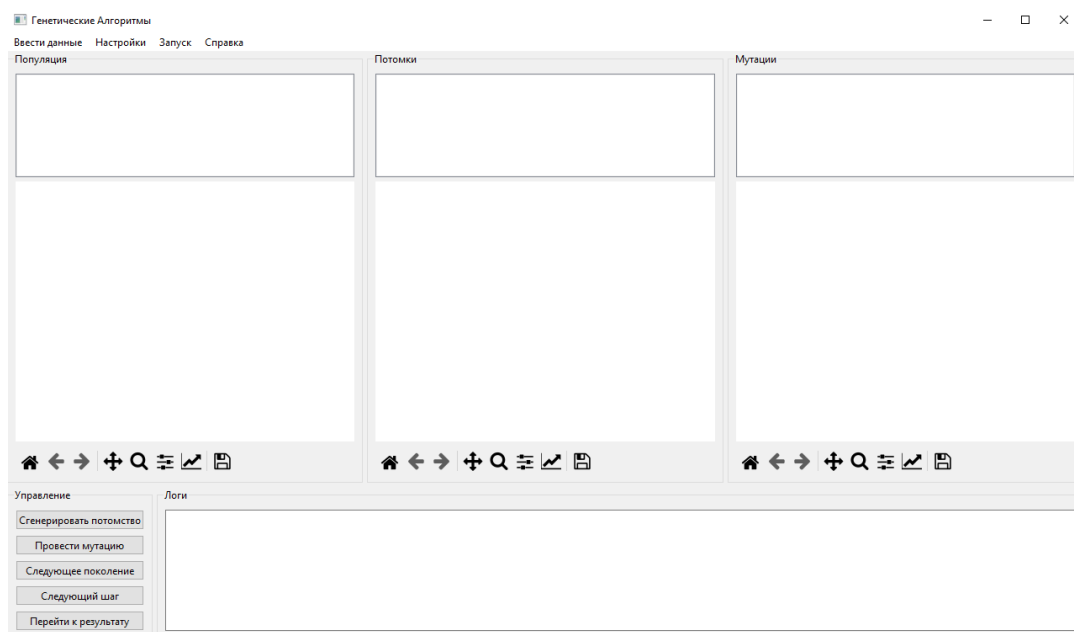 Генетические Алгоритмы
Ввести данные Настройки Запуск Справка
Популяция
Потомки
Мутации
Управление
Логи
Сгенерировать потомство
Провести мутацию
Следующее поколение
Следующий шаг
Перейти к результату